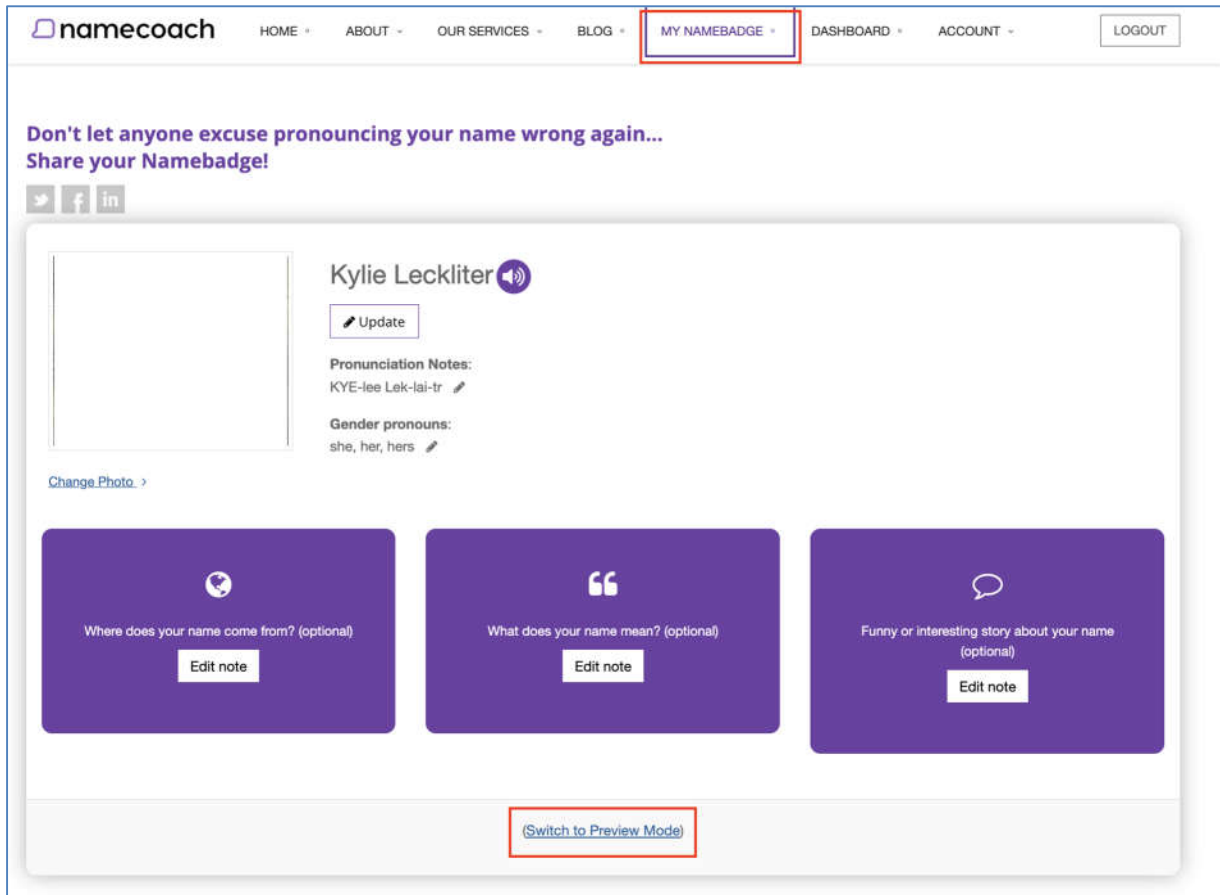 namecoach HOME ABOUT OUR SERVICES BLOG MY NAMEBADGE DASHBOARD ACCOUNT LOGOUT
Don't let anyone excuse pronouncing your name wrong again...
Share your Namebadge!
Kylie Leckliter
Update
Pronunciation Notes:
KYE-lee Lek-lai-tr
Gender pronouns:
she, her, hers
Change Photo >
Where does your name come from? (optional)
Edit note
What does your name mean? (optional)
Edit note
Funny or interesting story about your name
(optional)
Edit note
(Switch to Preview Mode)